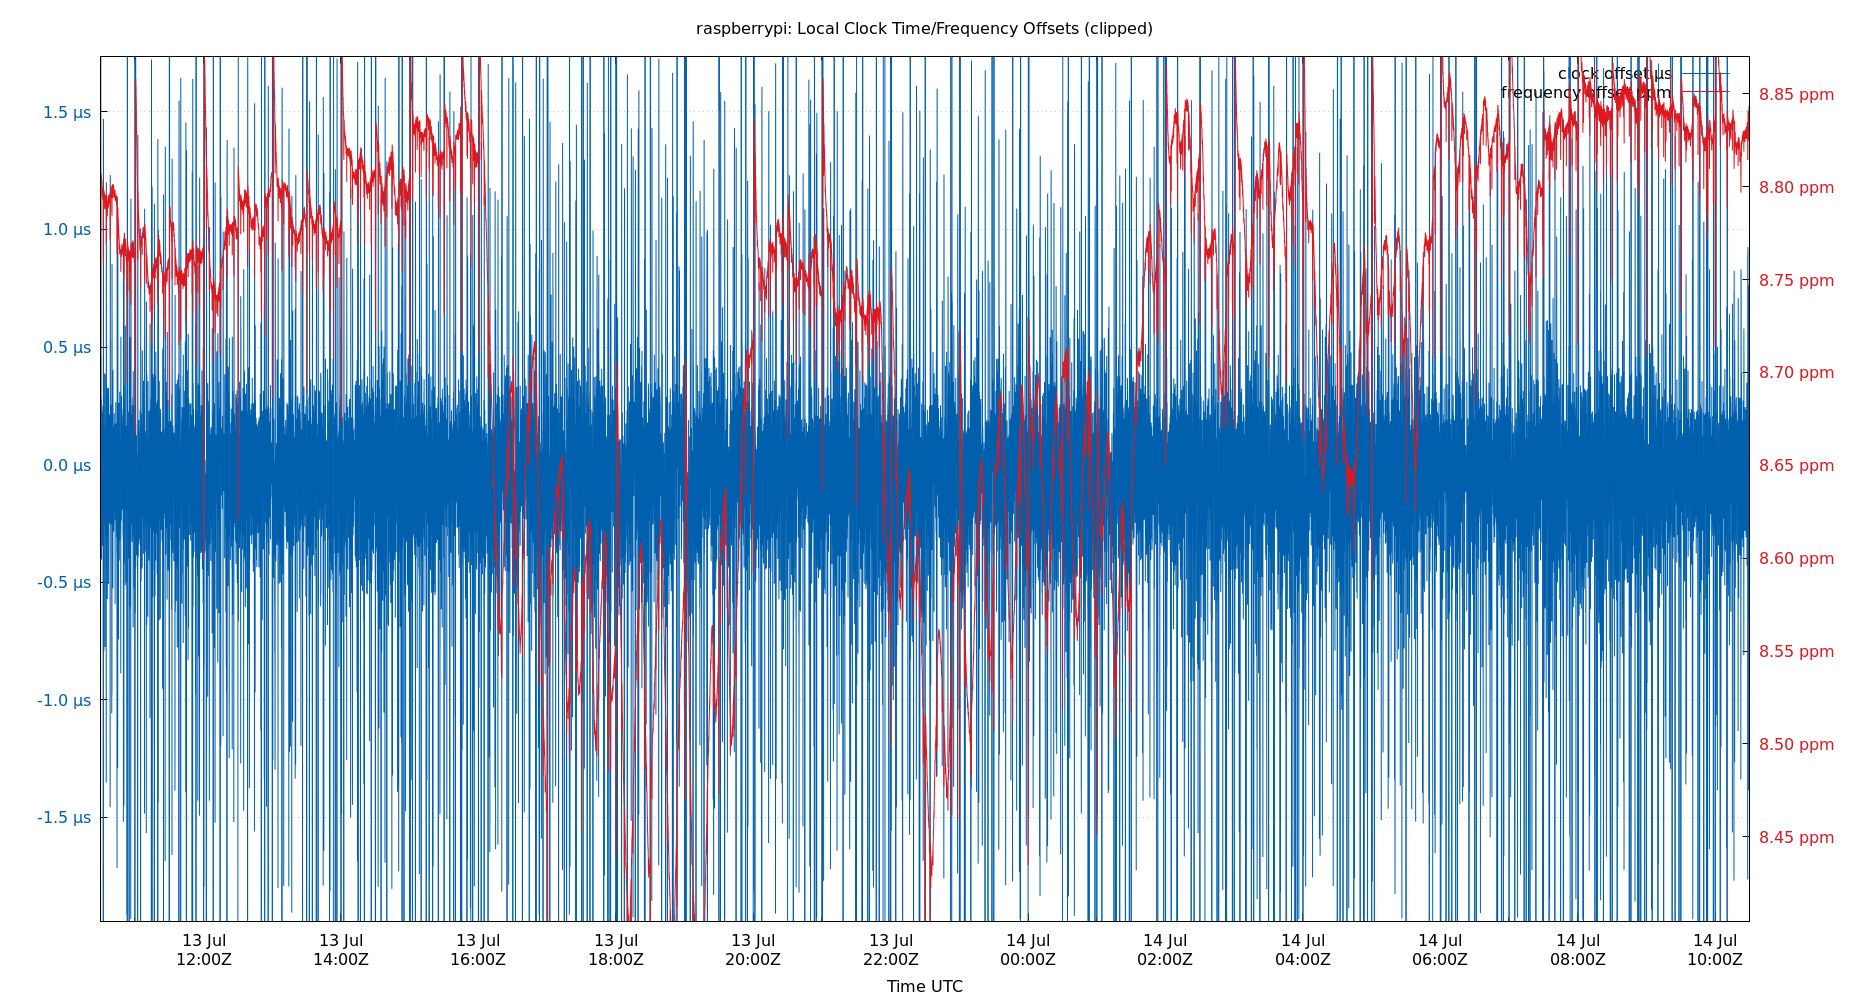 raspberrypi: Local Clock Time/Frequency Offsets (clipped)
clock offset µs
frequency offset ppm
1.5 µs
1.0 µs
0.5 µs
0.0 µs
-0.5 µs
-1.0 µs
-1.5 µs
8.85 ppm
8.80 ppm
8.75 ppm
8.70 ppm
8.65 ppm
8.60 ppm
8.55 ppm
8.50 ppm
8.45 ppm
13 Jul 13 Jul 13 Jul 13 Jul 13 Jul 13 Jul 14 Jul 14 Jul 14 Jul 14 Jul 14 Jul 14 Jul
12:00Z 14:00Z 16:00Z 18:00Z 20:00Z 22:00Z 00:00Z 02:00Z 04:00Z 06:00Z 08:00Z 10:00Z
Time UTC